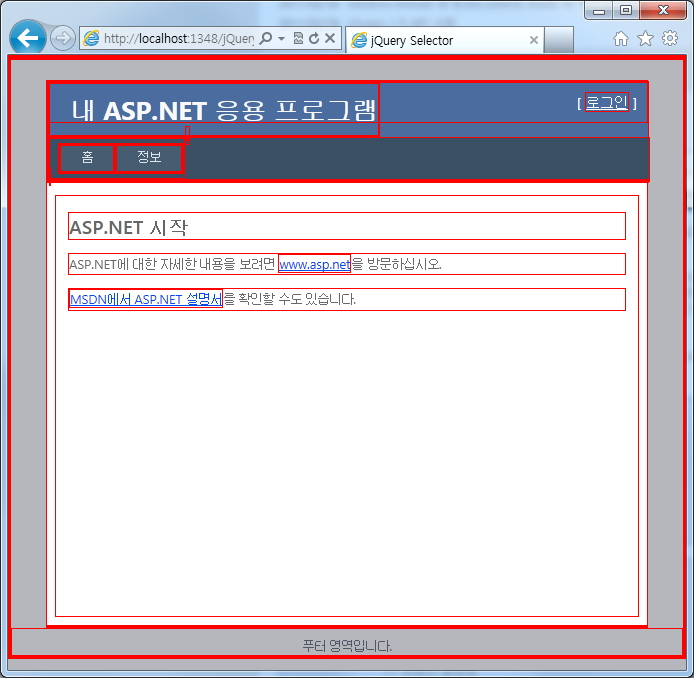 http://localhost:1348/jQuery
jQuery Selector
내 ASP.NET 응용 프로그램
[ 로그인 ]
홈 정보
ASP.NET 시작
ASP.NET에 대한 자세한 내용을 보려면 www.asp.net을 방문하십시오.
MSDN에서 ASP.NET 설명서를 확인할 수도 있습니다.
푸터 영역입니다.